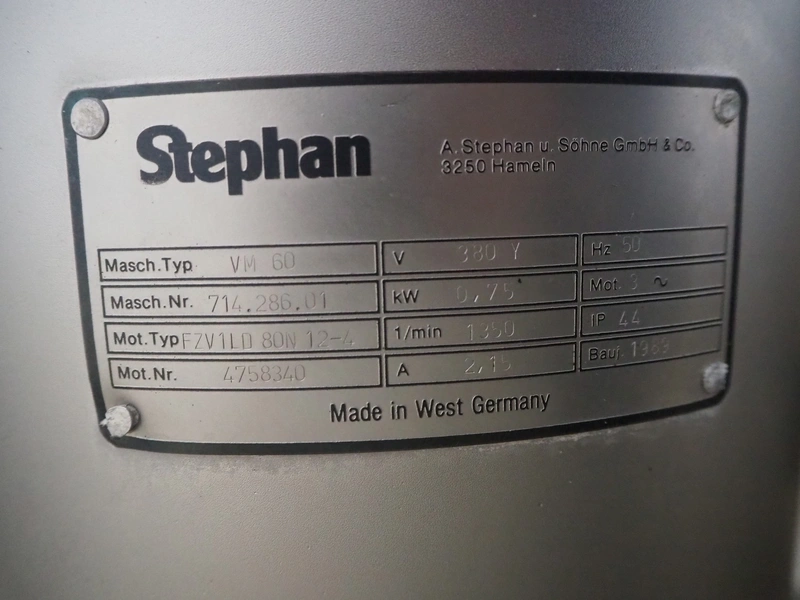 Stephan
A. Stephan u. Söhne GmbH & Co.
3250 Hameln
Masch.Typ VM 60 V 380 Y Hz 50
Masch.Nr. 714.286.01 kW 0,75 Mot. 3 ~
Mot.Typ FZV1LD 80N 12-4 1/min 1350 IP 44
Mot.Nr. 4758340 A 2,15 Bauj. 1989
Made in West Germany